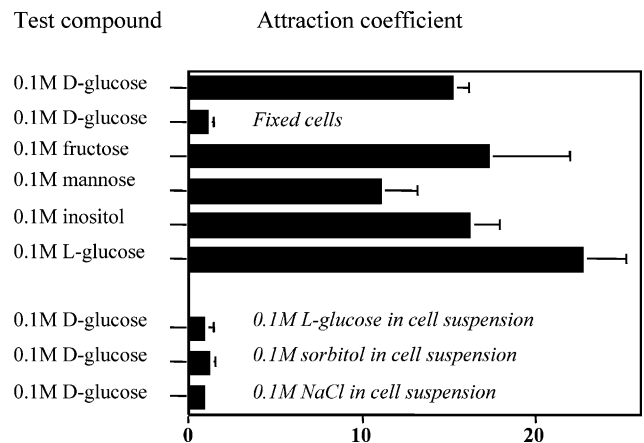 Test compound Attraction coefficient
0.1M D-glucose
0.1M D-glucose Fixed cells
0.1M fructose
0.1M mannose
0.1M inositol
0.1M L-glucose
0.1M D-glucose 0.1M L-glucose in cell suspension
0.1M D-glucose 0.1M sorbitol in cell suspension
0.1M D-glucose 0.1M NaCl in cell suspension
0 10 20